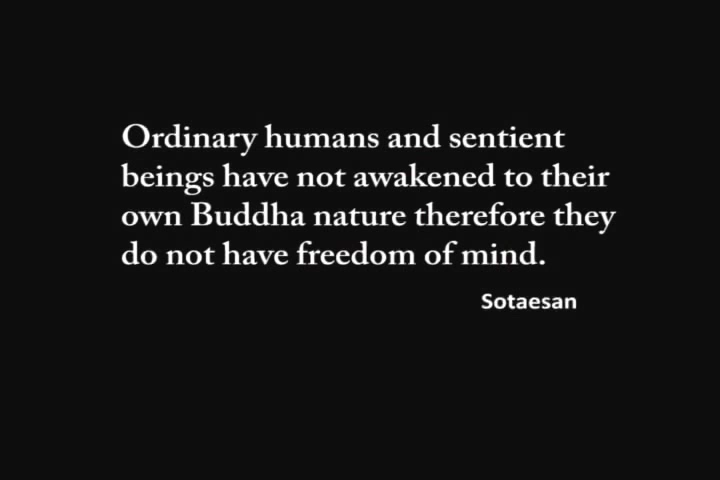 Ordinary humans and sentient
beings have not awakened to their
own Buddha nature therefore they
do not have freedom of mind.
Sotaesan